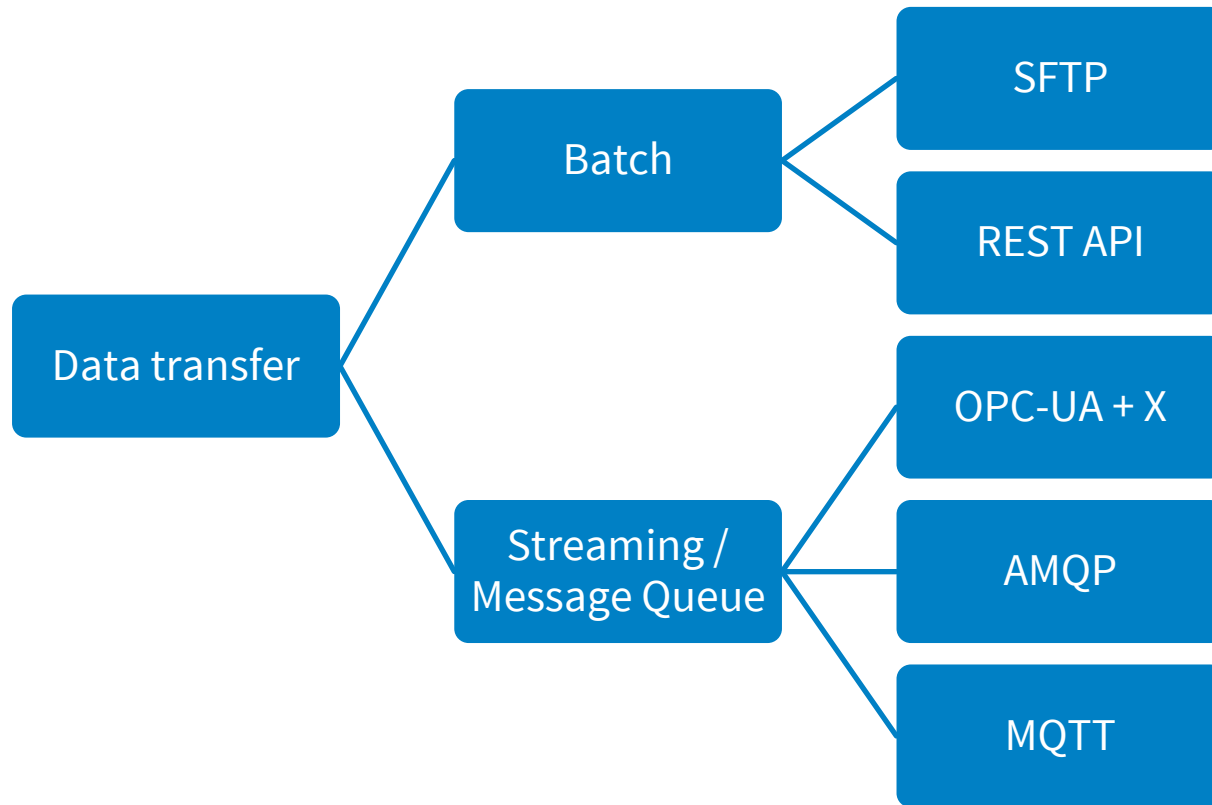 Data transfer
Batch
SFTP
REST API
Streaming /
Message Queue
OPC-UA + X
AMQP
MQTT